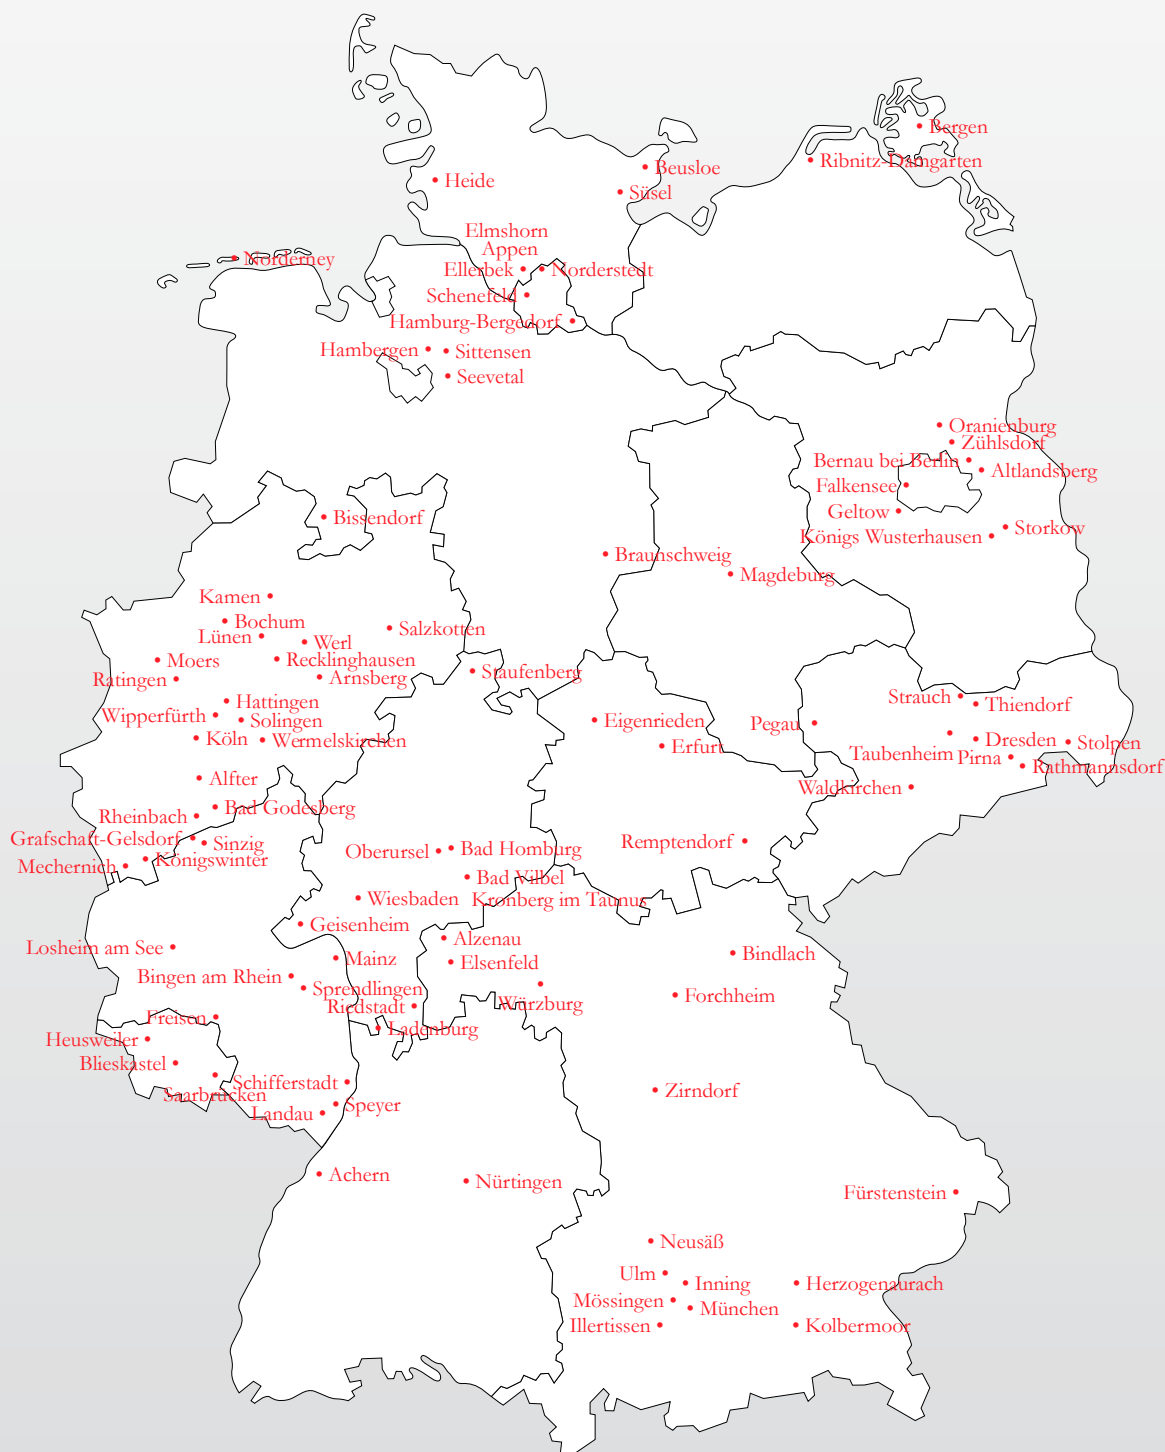 Bergen
Ribnitz-Damgarten
Beusloe
Heide
Süsel
Elmshorn
Appen
Norderney
Ellerbek
Norderstedt
Schenefeld
Hamburg-Bergedorf
Hambergen
Sittensen
Seevetal
Oranienburg
Zühlsdorf
Bernau bei Berlin
Altlandsberg
Falkensee
Geltow
Bissendorf
Storkow
Königs Wusterhausen
Braunschweig
Magdeburg
Kamen
Bochum
Salzkotten
Lünen
Werl
Moers
Recklinghausen
Staufenberg
Ratingen
Arnsberg
Strauch
Hattingen
Thiendorf
Wipperfürth
Solingen
Eigenrieden
Pegau
Köln
Wermelskirchen
Erfurt
Dresden
Stolpen
Taubenheim
Pirna
Rathmannsdorf
Alfter
Waldkirchen
Bad Godesberg
Rheinbach
Grafschaft-Gelsdorf
Sinzig
Remptendorf
Oberursel
Bad Homburg
Königswinter
Mechernich
Bad Vilbel
Wiesbaden
Kronberg im Taunus
Geisenheim
Alzenau
Losheim am See
Bindlach
Mainz
Elsenfeld
Bingen am Rhein
Sprendlingen
Forchheim
Würzburg
Riedstadt
Freisen
Ladenburg
Heusweiler
Blieskastel
Schifferstadt
Zirndorf
Saarbrücken
Speyer
Landau
Achern
Nürtingen
Fürstenstein
Neusäß
Ulm
Inning
Herzogenaurach
Mössingen
München
Illertissen
Kolbermoor